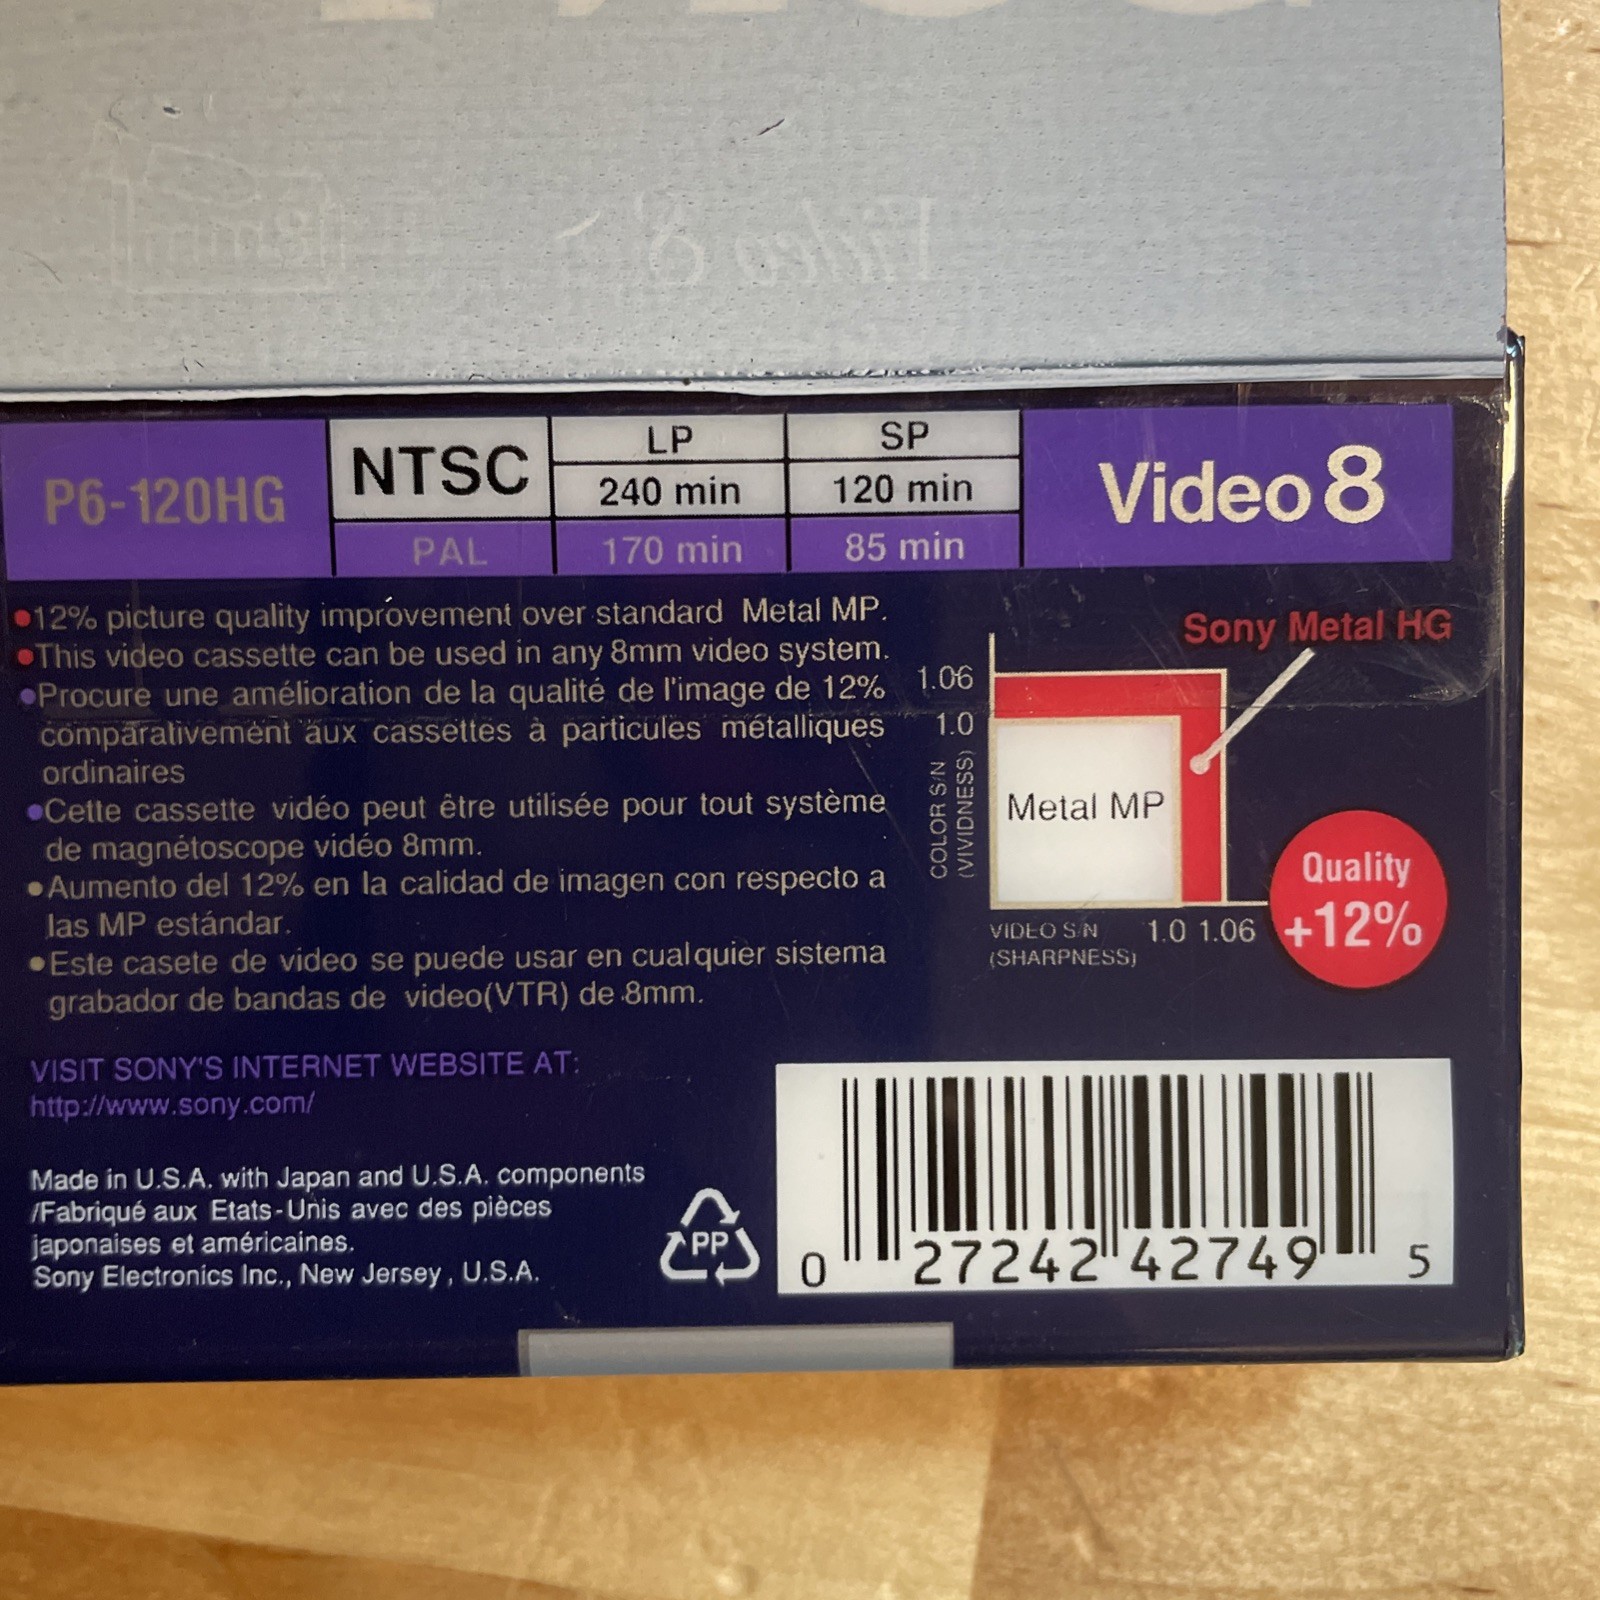 P6-120HG
NTSC
LP
SP
240 min
120 min
PAL
170 min
85 min
Video 8
•12% picture quality improvement over standard Metal MP.
•This video cassette can be used in any 8mm video system.
•Procure une amélioration de la qualité de l'image de 12%
comparativement aux cassettes à particules métalliques
ordinaires
•Cette cassette vidéo peut être utilisée pour tout système
de magnétoscope vidéo 8mm.
•Aumento del 12% en la calidad de imagen con respecto a
las MP estándar.
•Este casete de video se puede usar en cualquier sistema
grabador de bandas de video(VTR) de 8mm.
Sony Metal HG
1.06
1.0
COLOR S/N
(VIVIDNESS)
Metal MP
VIDEO S/N 1.0 1.06
(SHARPNESS)
Quality
+12%
VISIT SONY'S INTERNET WEBSITE AT:
http://www.sony.com/
Made in U.S.A. with Japan and U.S.A. components
/Fabriqué aux Etats-Unis avec des pièces
japonaises et américaines.
Sony Electronics Inc., New Jersey, U.S.A.
PP
0 27242 42749 5